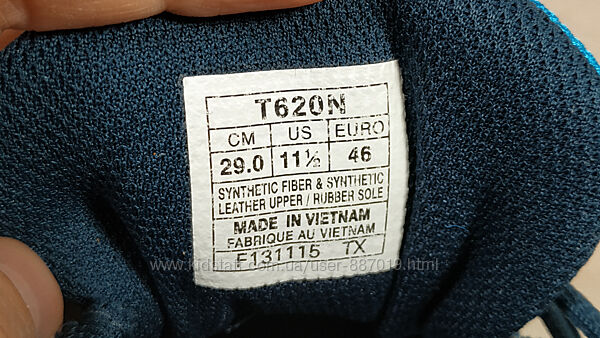 T620N
CM US EURO
29.0 11½ 46
SYNTHETIC FIBER & SYNTHETIC
LEATHER UPPER / RUBBER SOLE
MADE IN VIETNAM
FABRIQUE AU VIETNAM
F131115 TX
www.kidstaff.com.ua/user-887019.html